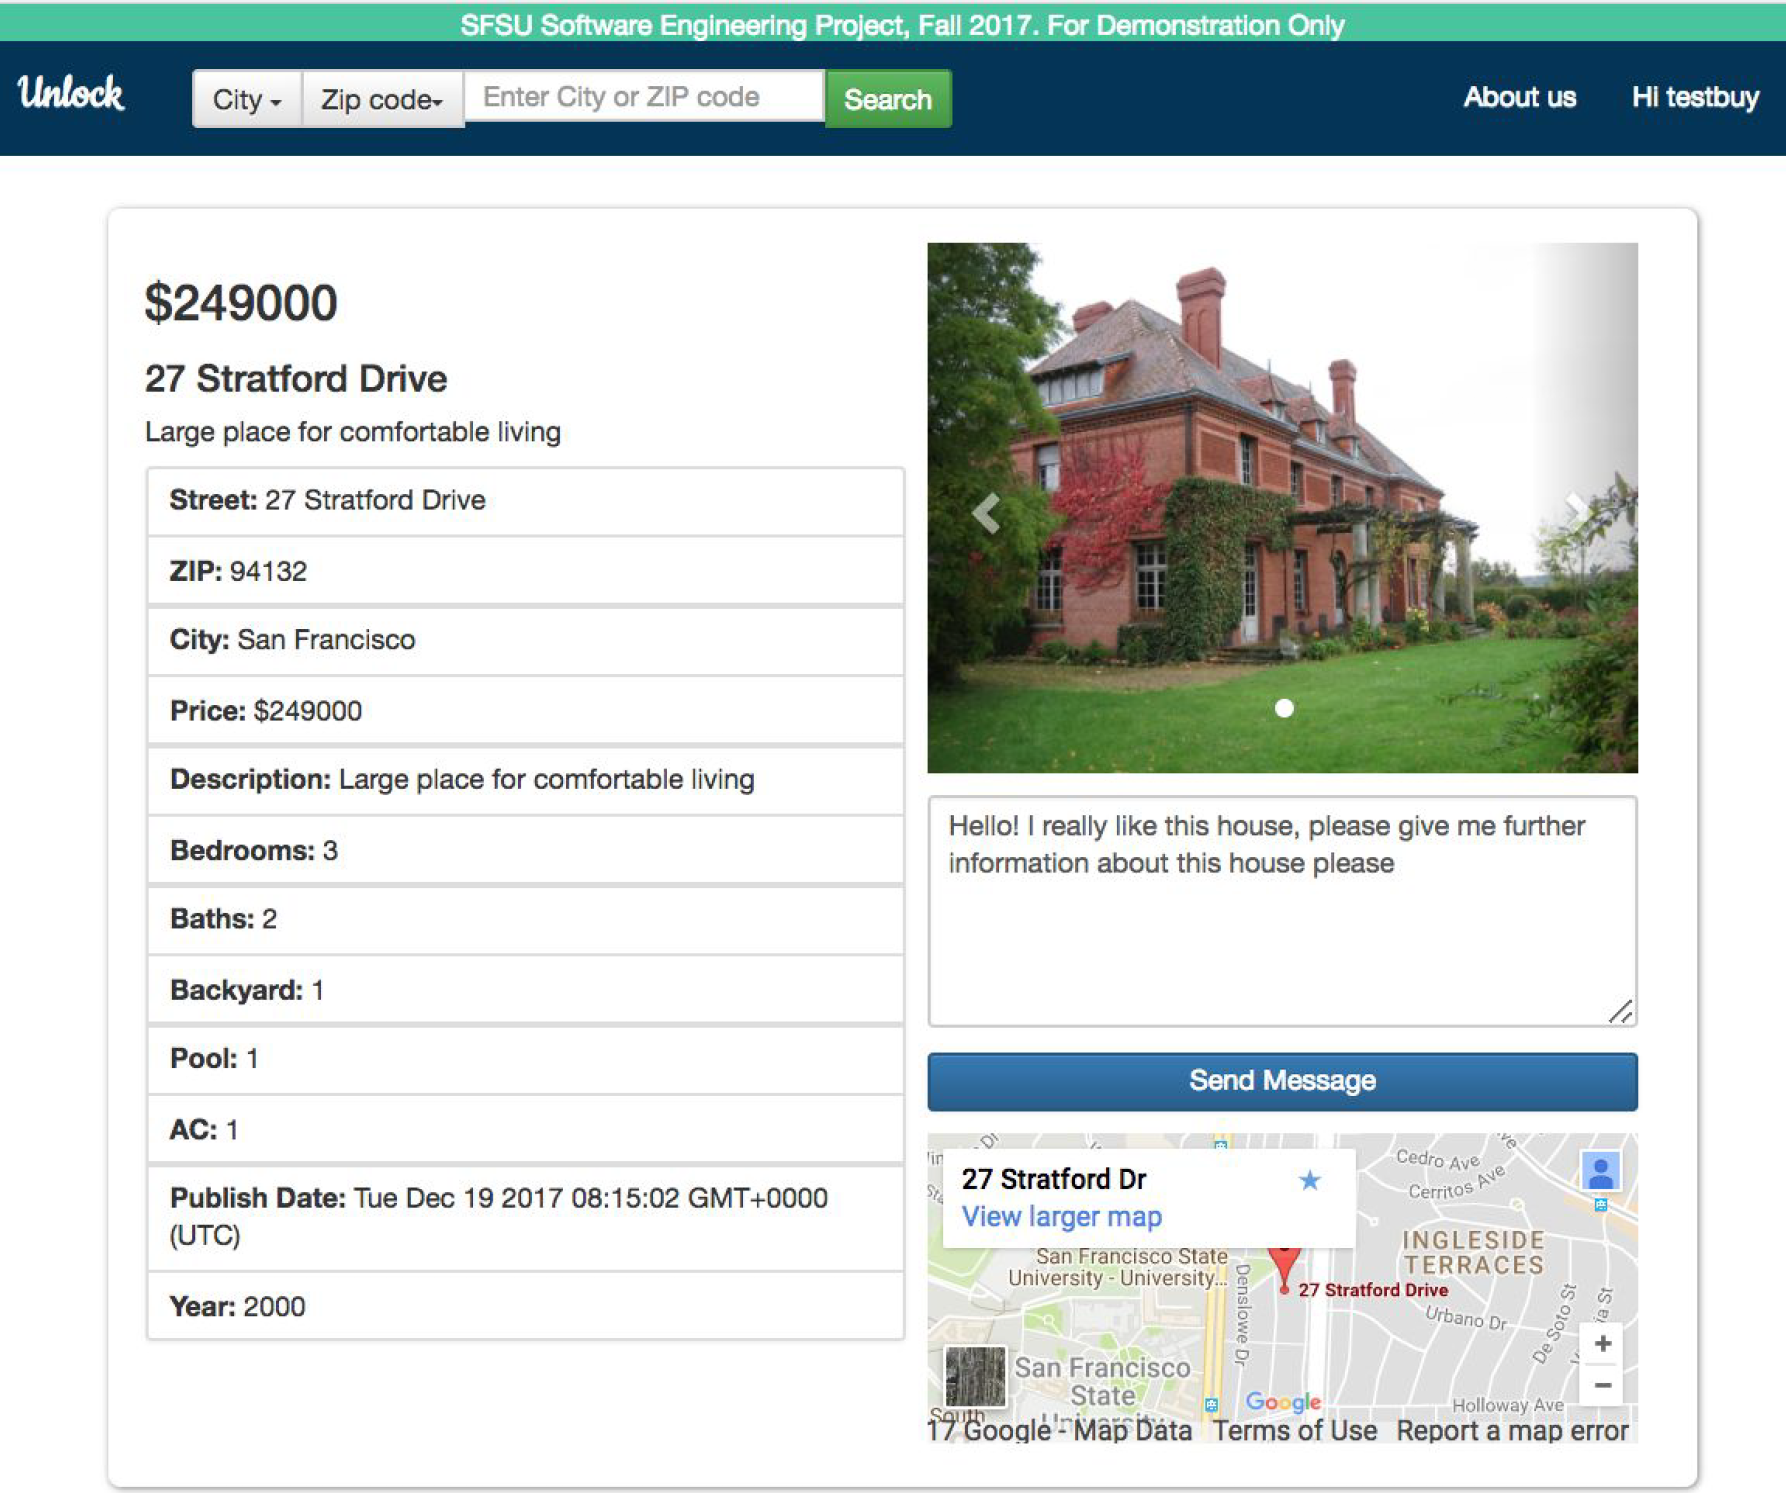 SFSU Software Engineering Project, Fall 2017. For Demonstration Only
Unlock
City
Zip code
Enter City or ZIP code
Search
About us
Hi testbuy
$249000
27 Stratford Drive
Large place for comfortable living
Street: 27 Stratford Drive
ZIP: 94132
City: San Francisco
Price: $249000
Description: Large place for comfortable living
Bedrooms: 3
Baths: 2
Backyard: 1
Pool: 1
AC: 1
Publish Date: Tue Dec 19 2017 08:15:02 GMT+0000
(UTC)
Year: 2000
Hello! I really like this house, please give me further
information about this house please
Send Message
27 Stratford Dr
View larger map
Cedro Ave
Cerritos Ave
INGLESIDE
TERRACES
San Francisco State
University - University...
Denslowe Dr
27 Stratford Drive
Urbano Dr
De Soto St
San Francisco
State
University
Google
Holloway Ave
South
17 Google - Map Data
Terms of Use
Report a map error